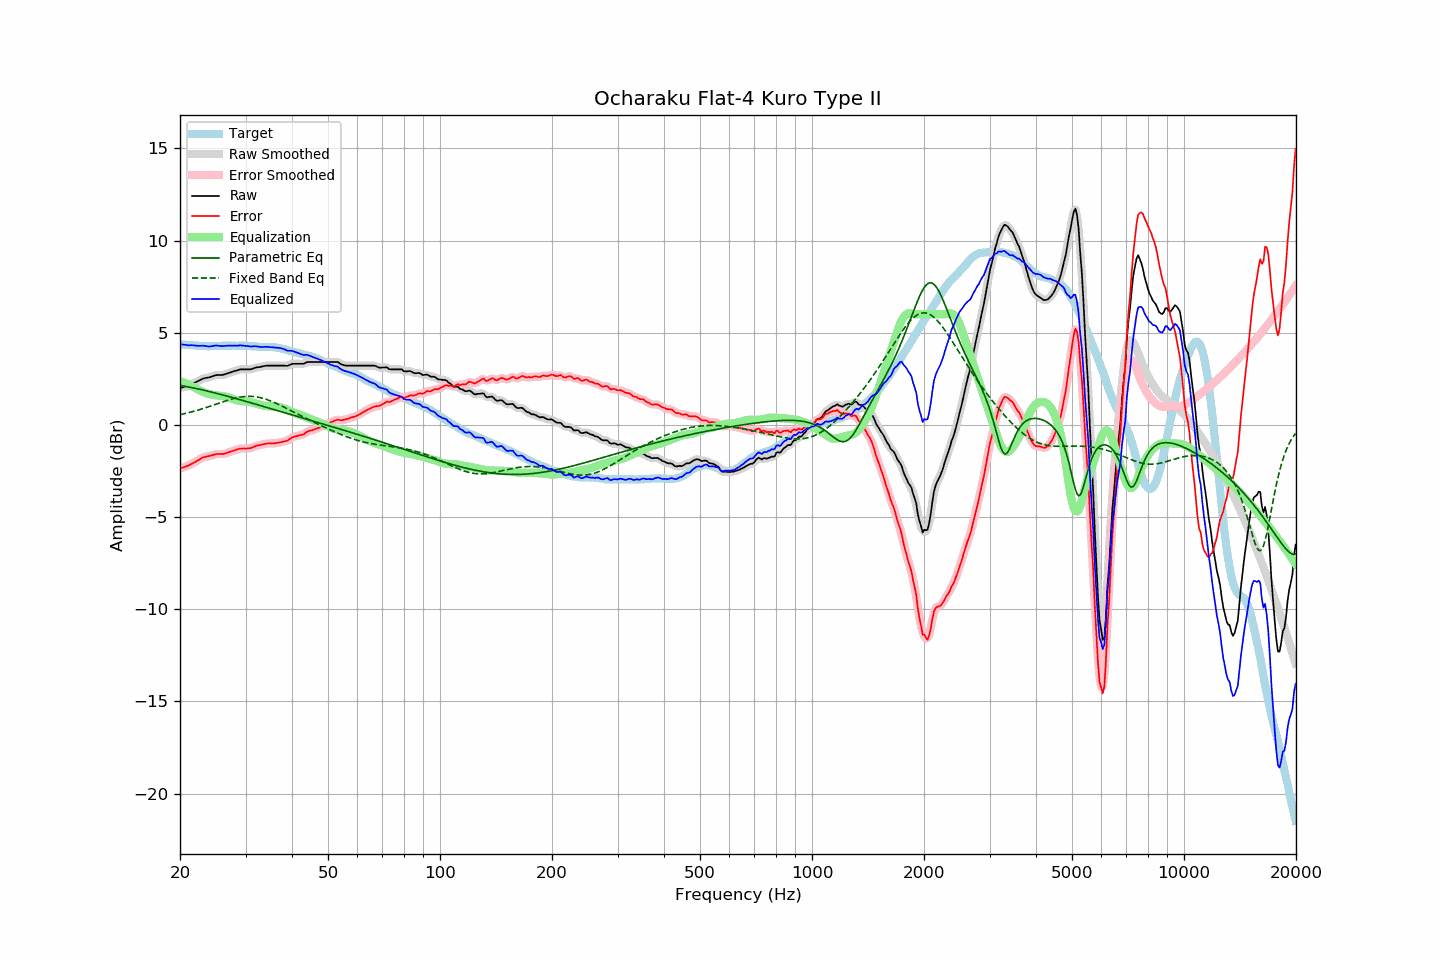 Ocharaku Flat-4 Kuro Type II
Target
Raw Smoothed
Error Smoothed
Raw
Error
Equalization
Parametric Eq
Fixed Band Eq
Equalized
15
10
5
0
−5
−10
−15
−20
Amplitude (dBr)
20 50 100 200 500 1000 2000 5000 10000 20000
Frequency (Hz)